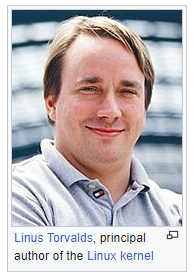 Linus Torvalds, principal
author of the Linux kernel